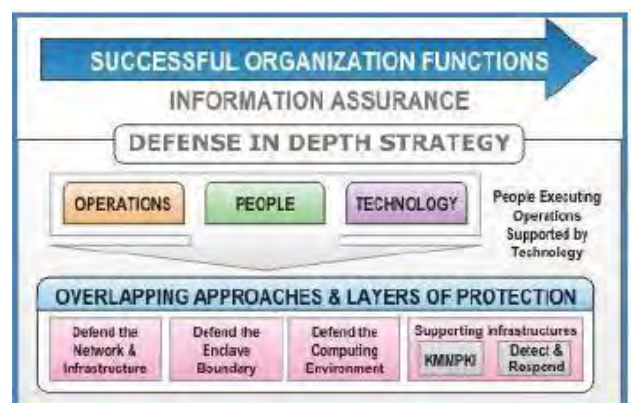 SUCCESSFUL ORGANIZATION FUNCTIONS
INFORMATION ASSURANCE
DEFENSE IN DEPTH STRATEGY
OPERATIONS
PEOPLE
TECHNOLOGY
People Executing
Operations
Supported by
Technology
OVERLAPPING APPROACHES & LAYERS OF PROTECTION
Defend the
Network &
Infrastructure
Defend the
Enclave
Boundary
Defend the
Computing
Environment
Supporting Infrastructures
KMI/PKI
Detect &
Respond